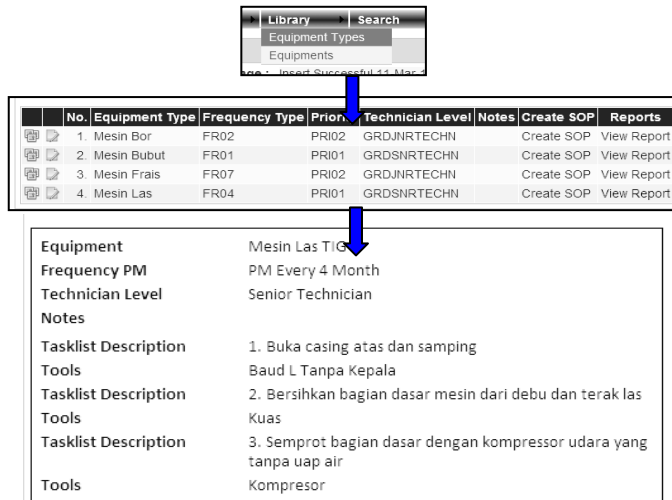 Library Search
Equipment Types
Equipments
Insert Successful 11 Mar
No. Equipment Type Frequency Type Technician Level Notes Create SOP Reports
1. Mesin Bor FR02 PRI02 GRDJNRTECHN Create SOP View Report
2. Mesin Bubut FR01 PRI01 GRDSNRTECHN Create SOP View Report
3. Mesin Frais FR07 PRI02 GRDJNRTECHN Create SOP View Report
4. Mesin Las FR04 PRI01 GRDSNRTECHN Create SOP View Report
Equipment Mesin Las TIG
Frequency PM PM Every 4 Month
Technician Level Senior Technician
Notes
Tasklist Description 1. Buka casing atas dan samping
Tools Baud L Tanpa Kepala
Tasklist Description 2. Bersihkan bagian dasar mesin dari debu dan terak las
Tools Kuas
Tasklist Description 3. Semprot bagian dasar dengan kompressor udara yang
tanpa uap air
Tools Kompresor